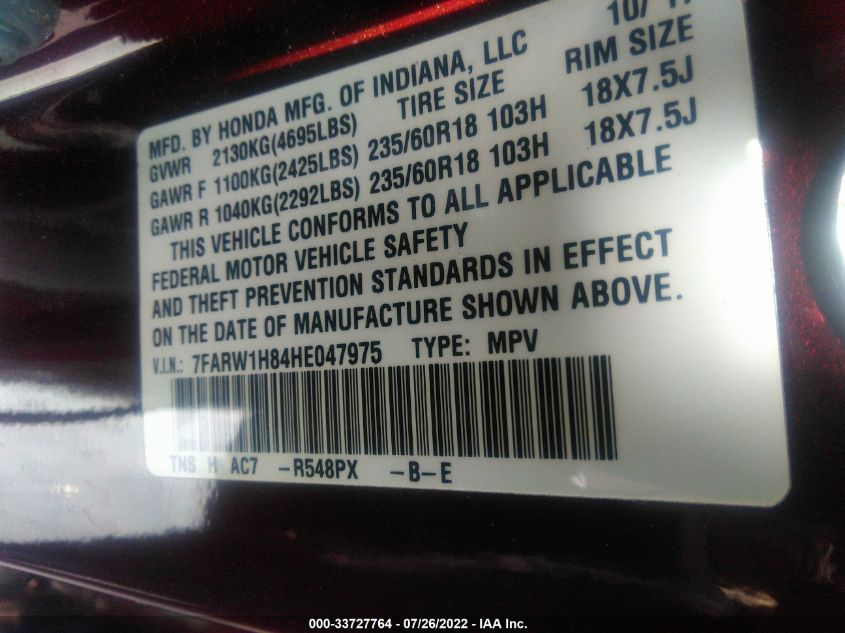 10/ 17
MFD. BY HONDA MFG. OF INDIANA, LLC
GVWR 2130KG(4695LBS) TIRE SIZE RIM SIZE
GAWR F 1100KG(2425LBS) 235/60R18 103H 18X7.5J
GAWR R 1040KG(2292LBS) 235/60R18 103H 18X7.5J
THIS VEHICLE CONFORMS TO ALL APPLICABLE
FEDERAL MOTOR VEHICLE SAFETY
AND THEFT PREVENTION STANDARDS IN EFFECT
ON THE DATE OF MANUFACTURE SHOWN ABOVE.
V.I.N.: 7FARW1H84HE047975 TYPE: MPV
TNS H AC7 -R548PX -B-E
000-33727764 - 07/26/2022 - IAA Inc.